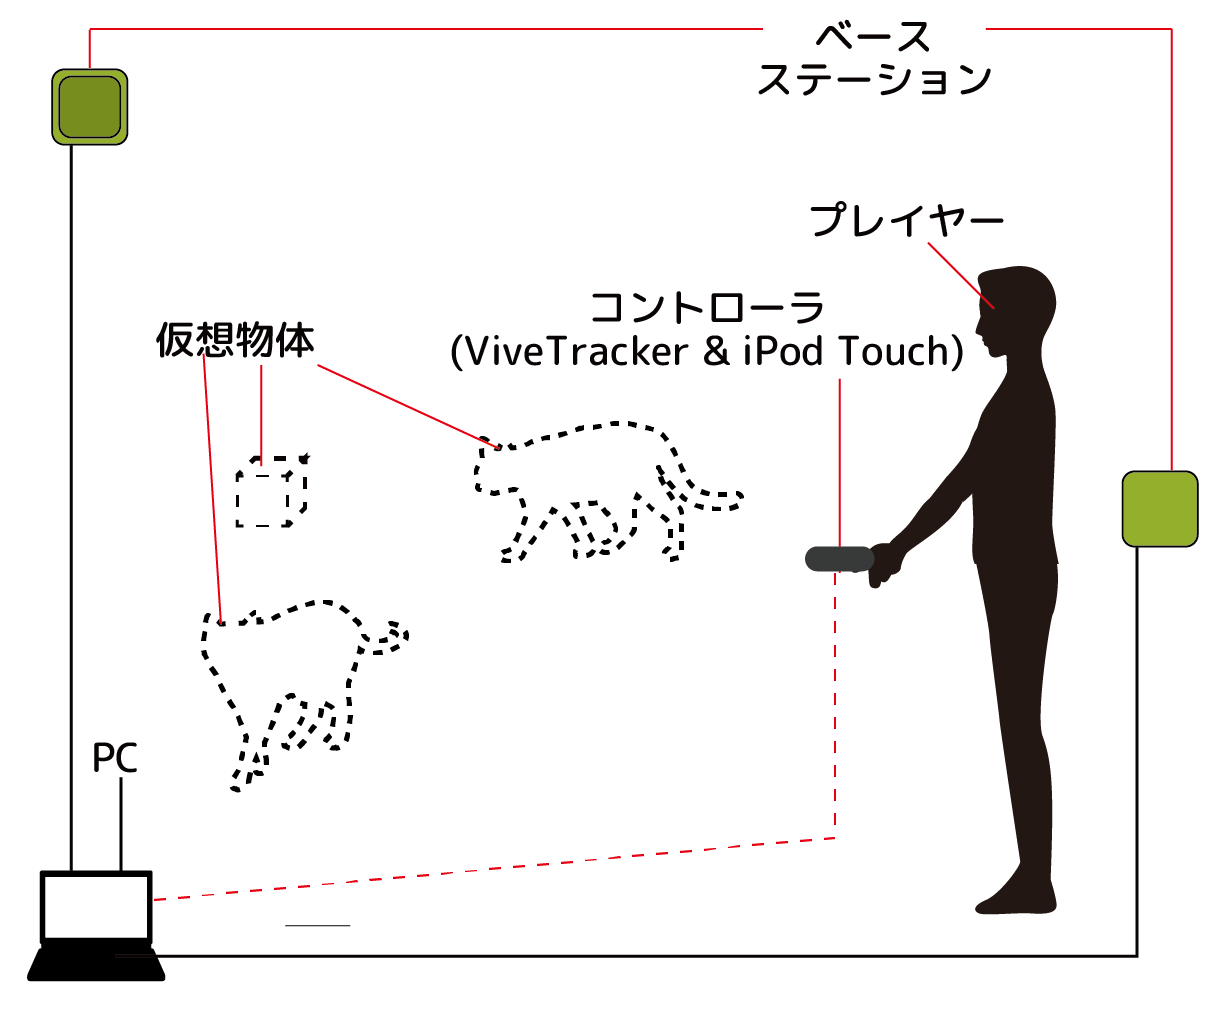 ベース
ステーション
プレイヤー
コントローラ
(ViveTracker & iPod Touch)
仮想物体
PC